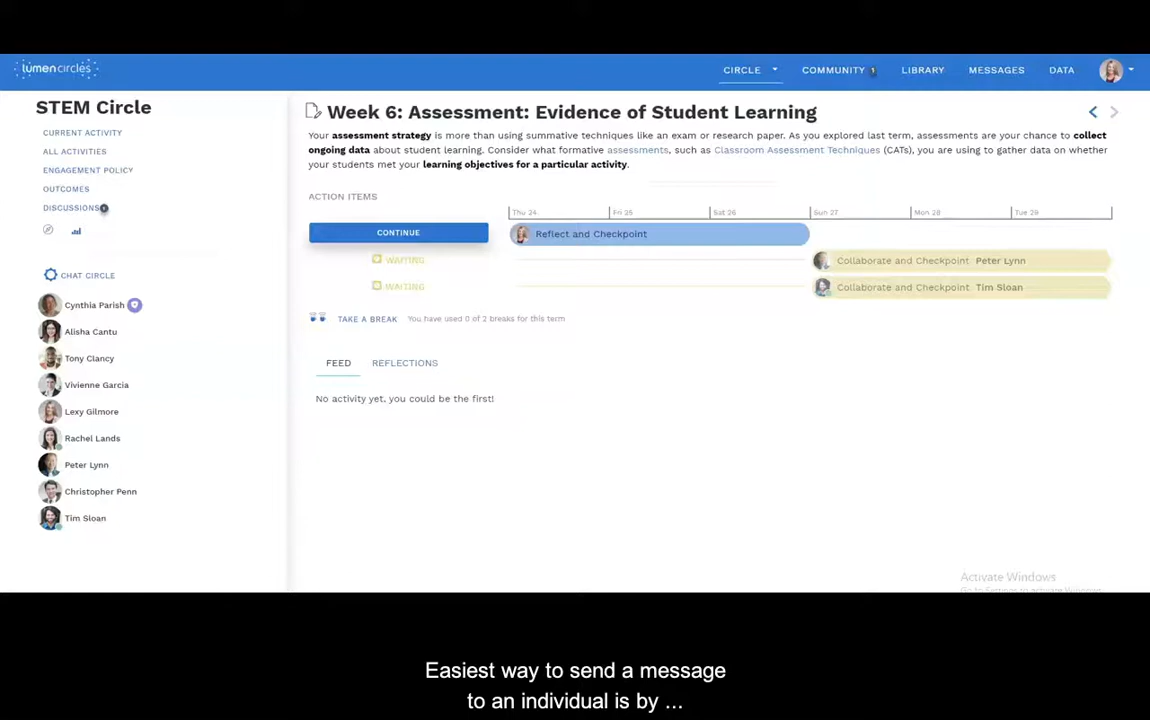 lumen circles
CIRCLE COMMUNITY 1 LIBRARY MESSAGES DATA
STEM Circle
CURRENT ACTIVITY
ALL ACTIVITIES
ENGAGEMENT POLICY
OUTCOMES
DISCUSSIONS
CHAT CIRCLE
Cynthia Parish
Alisha Cantu
Tony Clancy
Vivienne Garcia
Lexy Gilmore
Rachel Lands
Peter Lynn
Christopher Penn
Tim Sloan
Week 6: Assessment: Evidence of Student Learning
Your assessment strategy is more than using summative techniques like an exam or research paper. As you explored last term, assessments are your chance to collect
ongoing data about student learning. Consider what formative assessments, such as Classroom Assessment Techniques (CATs), you are using to gather data on whether
your students met your learning objectives for a particular activity.
ACTION ITEMS
Thu 24 Fri 25 Sat 26 Sun 27 Mon 28 Tue 29
CONTINUE Reflect and Checkpoint
WAITING Collaborate and Checkpoint Peter Lynn
WAITING Collaborate and Checkpoint Tim Sloan
TAKE A BREAK You have used 0 of 2 breaks for this term
FEED REFLECTIONS
No activity yet, you could be the first!
Activate Windows
Go to Settings to activate Windows.
Easiest way to send a message
to an individual is by ...